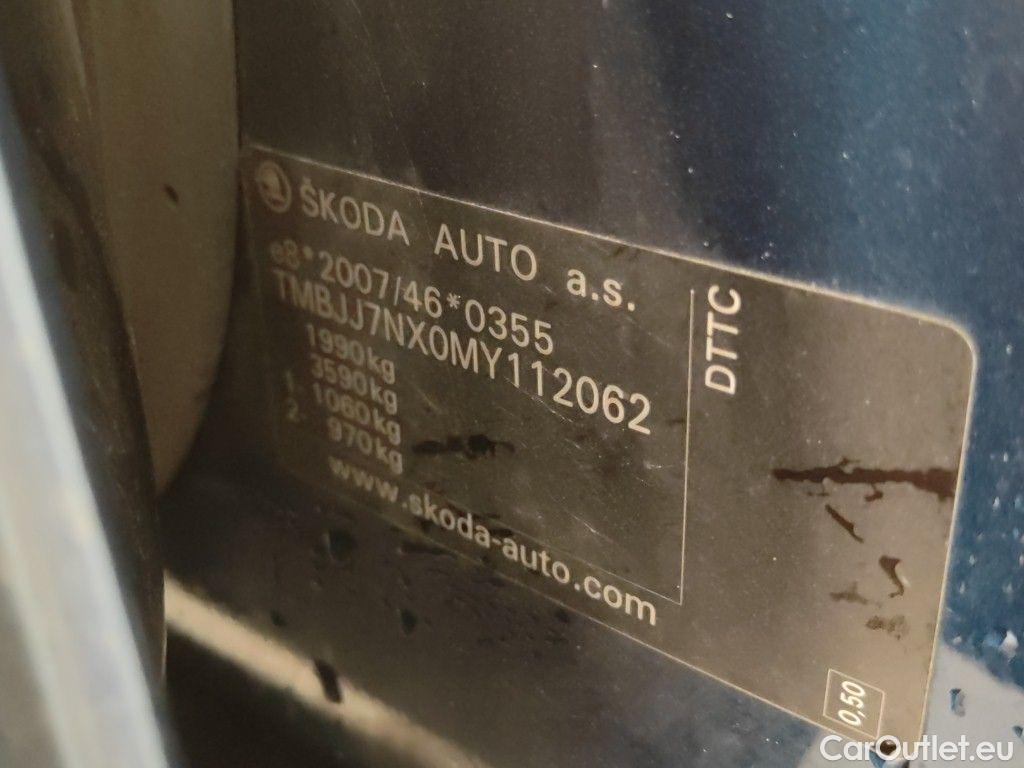 ŠKODA AUTO a.s.
e8*2007/46*0355
TMBJJ7NX0MY112062
1990kg
3590kg
1. 1060kg
2. 970kg
www.skoda-auto.com
DTTC
0,50
CarOutlet.eu